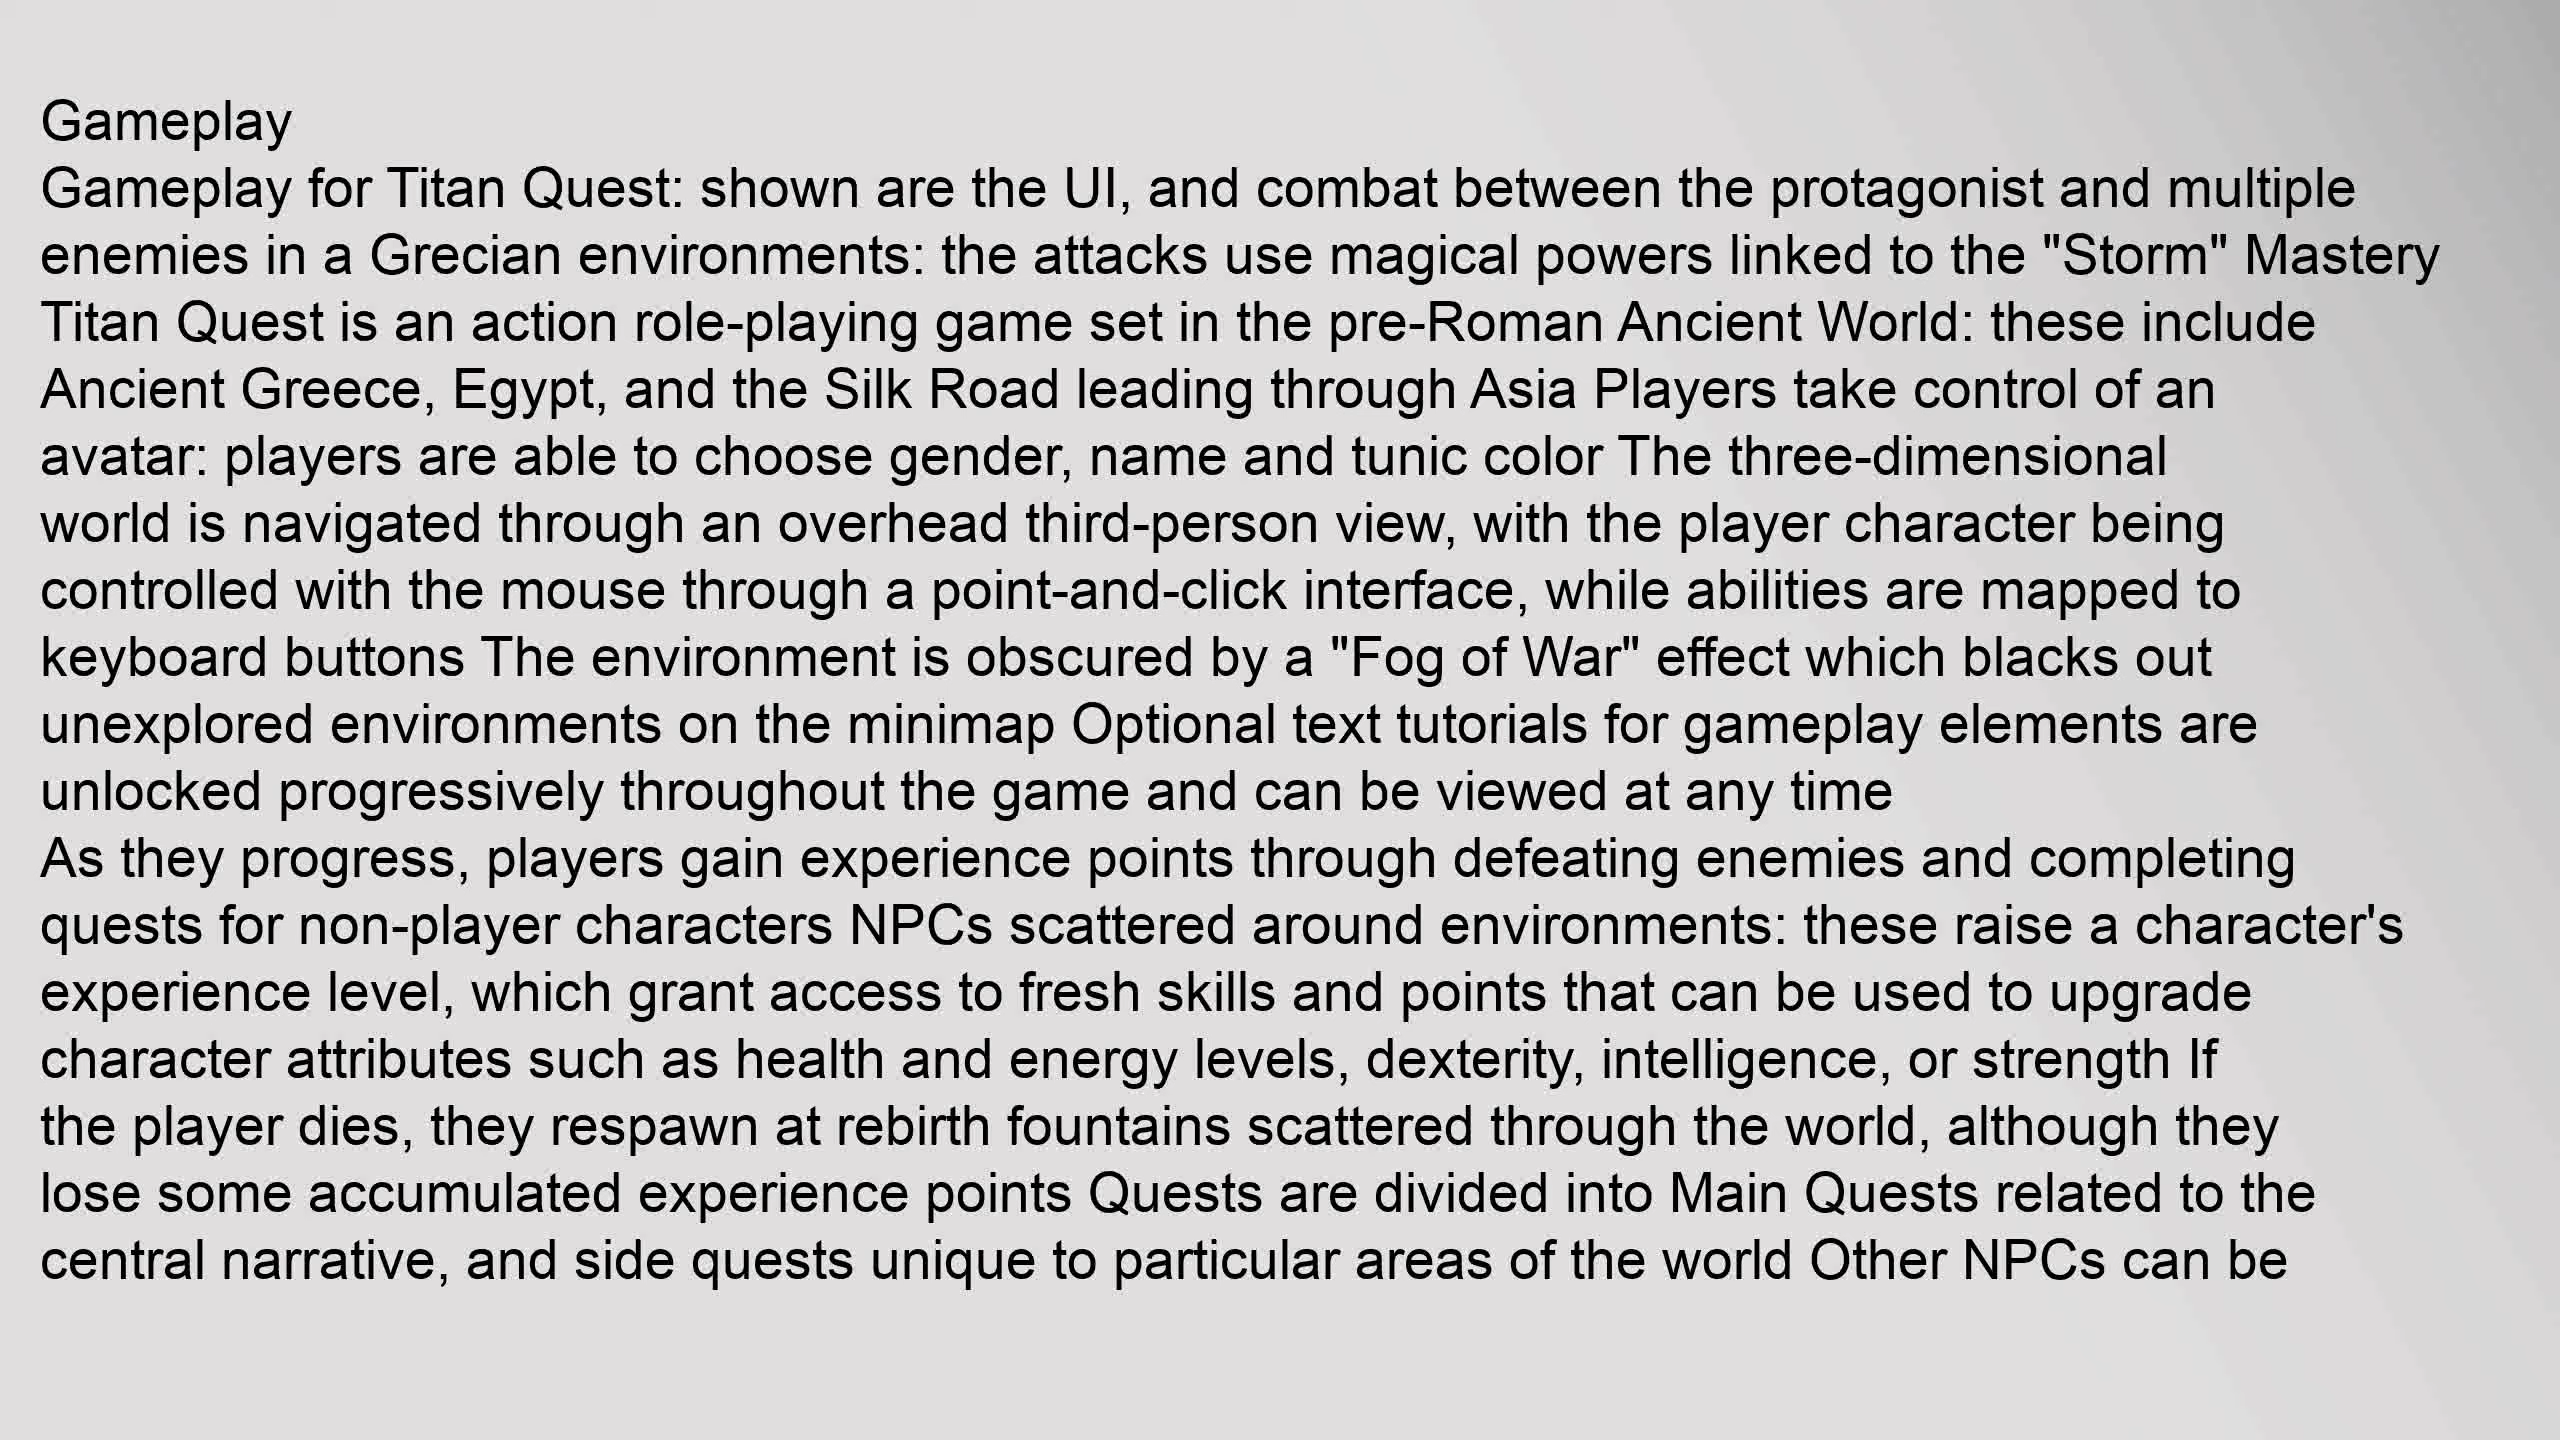 Gameplay
Gameplay for Titan Quest: shown are the UI, and combat between the protagonist and multiple
enemies in a Grecian environments: the attacks use magical powers linked to the "Storm" Mastery
Titan Quest is an action role-playing game set in the pre-Roman Ancient World: these include
Ancient Greece, Egypt, and the Silk Road leading through Asia Players take control of an
avatar: players are able to choose gender, name and tunic color The three-dimensional
world is navigated through an overhead third-person view, with the player character being
controlled with the mouse through a point-and-click interface, while abilities are mapped to
keyboard buttons The environment is obscured by a "Fog of War" effect which blacks out
unexplored environments on the minimap Optional text tutorials for gameplay elements are
unlocked progressively throughout the game and can be viewed at any time
As they progress, players gain experience points through defeating enemies and completing
quests for non-player characters NPCs scattered around environments: these raise a character's
experience level, which grant access to fresh skills and points that can be used to upgrade
character attributes such as health and energy levels, dexterity, intelligence, or strength If
the player dies, they respawn at rebirth fountains scattered through the world, although they
lose some accumulated experience points Quests are divided into Main Quests related to the
central narrative, and side quests unique to particular areas of the world Other NPCs can be